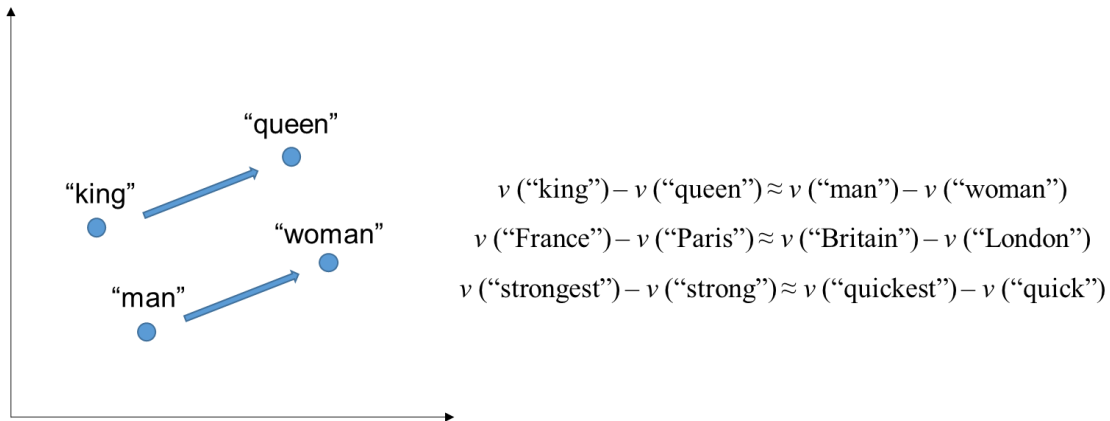 “queen”
“king”
“woman”
“man”
v (“king”) – v (“queen”) ≈ v (“man”) – v (“woman”)
v (“France”) – v (“Paris”) ≈ v (“Britain”) – v (“London”)
v (“strongest”) – v (“strong”) ≈ v (“quickest”) – v (“quick”)